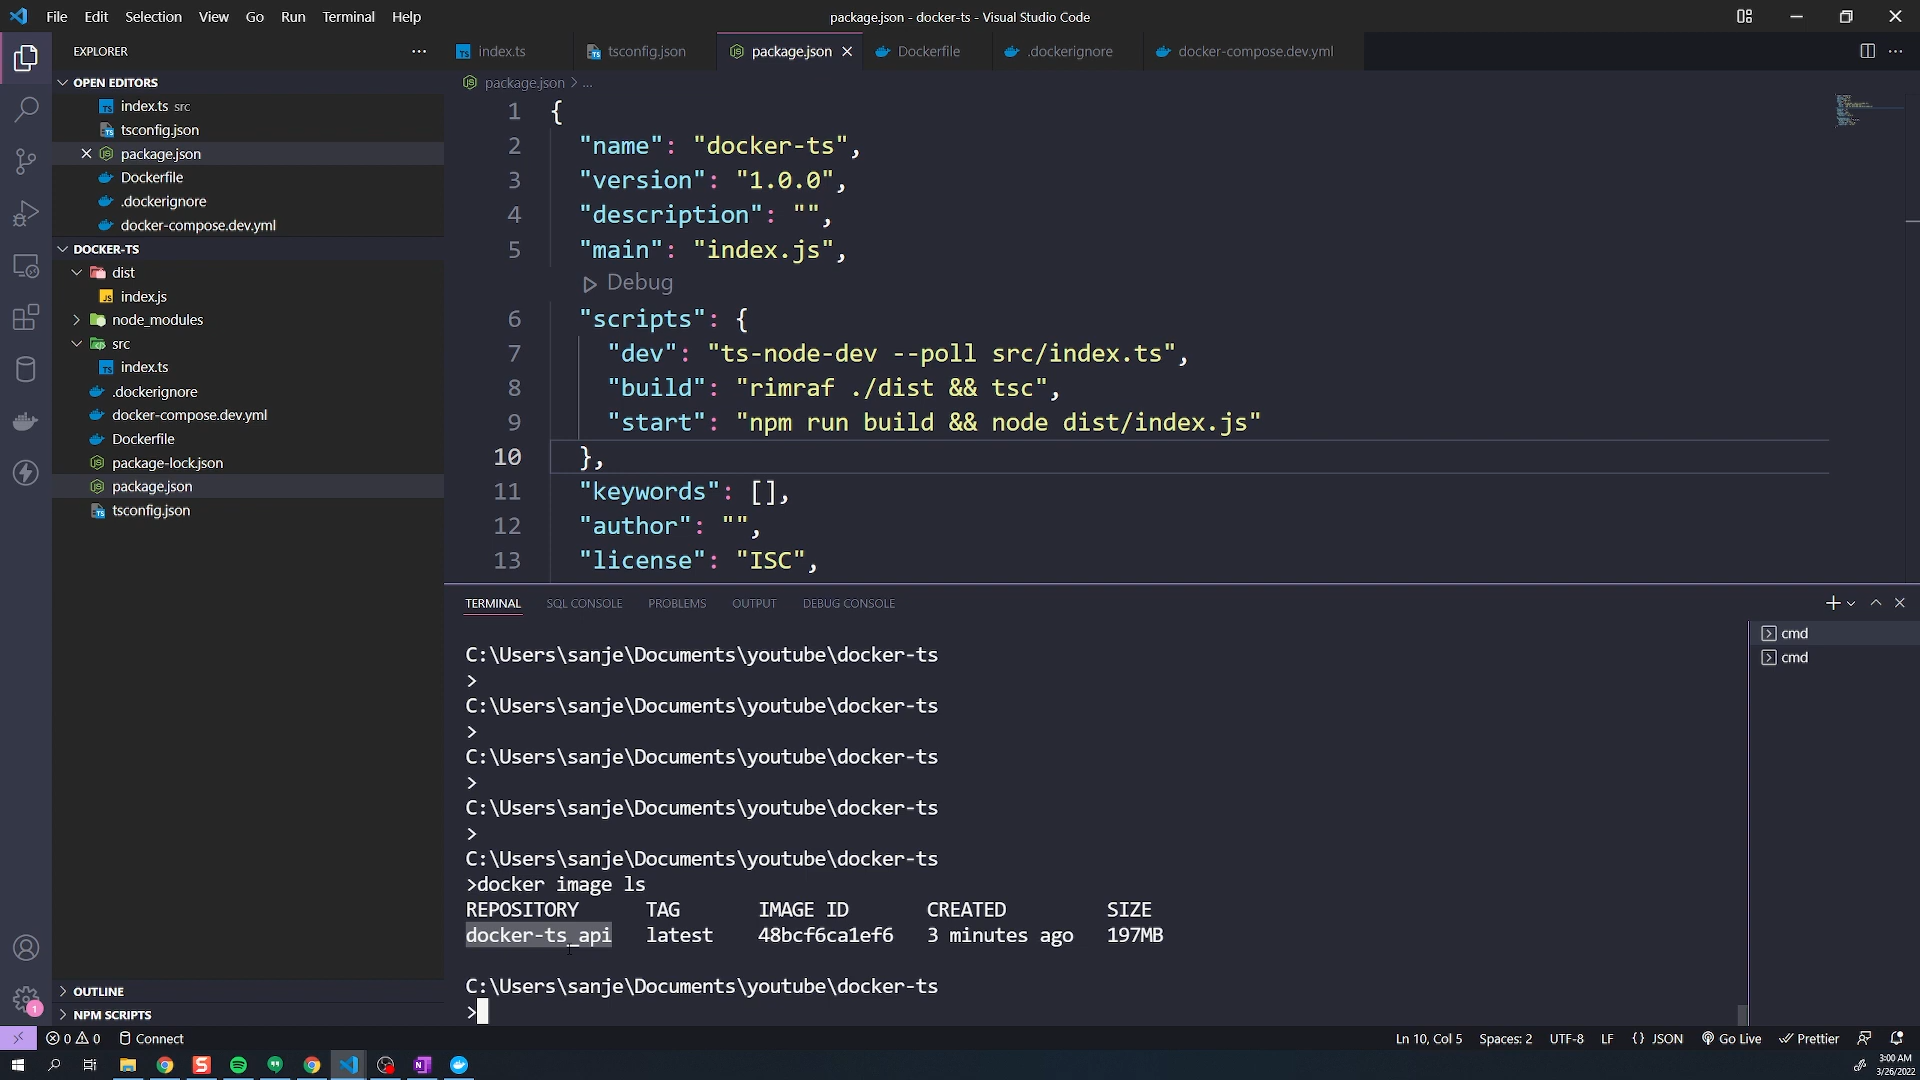 File Edit Selection View Go Run Terminal Help
package.json - docker-ts - Visual Studio Code
EXPLORER
index.ts
tsconfig.json
package.json
Dockerfile
.dockerignore
docker-compose.dev.yml
OPEN EDITORS
index.ts src
tsconfig.json
package.json
Dockerfile
.dockerignore
docker-compose.dev.yml
DOCKER-TS
dist
index.js
node_modules
src
index.ts
.dockerignore
docker-compose.dev.yml
Dockerfile
package-lock.json
package.json
tsconfig.json
OUTLINE
NPM SCRIPTS
package.json > ...
1 {
2 "name": "docker-ts",
3 "version": "1.0.0",
4 "description": "",
5 "main": "index.js",
Debug
6 "scripts": {
7 "dev": "ts-node-dev --poll src/index.ts",
8 "build": "rimraf ./dist && tsc",
9 "start": "npm run build && node dist/index.js"
10 },
11 "keywords": [],
12 "author": "",
13 "license": "ISC",
TERMINAL SQL CONSOLE PROBLEMS OUTPUT DEBUG CONSOLE
cmd
cmd
C:\Users\sanje\Documents\youtube\docker-ts
>
C:\Users\sanje\Documents\youtube\docker-ts
>
C:\Users\sanje\Documents\youtube\docker-ts
>
C:\Users\sanje\Documents\youtube\docker-ts
>
C:\Users\sanje\Documents\youtube\docker-ts
>docker image ls
REPOSITORY TAG IMAGE ID CREATED SIZE
docker-ts_api latest 48bcf6ca1ef6 3 minutes ago 197MB
C:\Users\sanje\Documents\youtube\docker-ts
>
0 0 Connect
Ln 10, Col 5 Spaces: 2 UTF-8 LF {} JSON Go Live Prettier
1
3:00 AM
3/26/2022